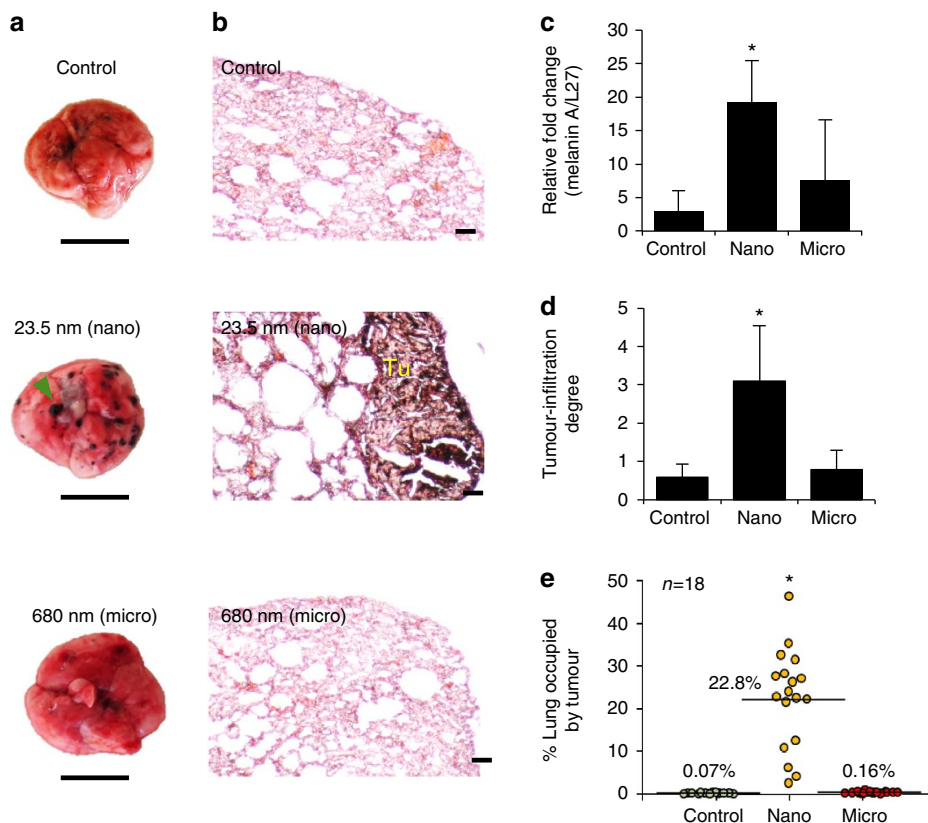 a
Control
23.5 nm (nano)
680 nm (micro)
b
Control
23.5 nm (nano)
Tu
680 nm (micro)
c
Relative fold change
(melanin A/L27)
30
25
20
15
10
5
0
*
Control Nano Micro
d
Tumour-infiltration
degree
5
4
3
2
1
0
*
Control Nano Micro
e
% Lung occupied
by tumour
50
40
30
20
10
0
n=18
*
22.8%
0.07%
0.16%
Control Nano Micro